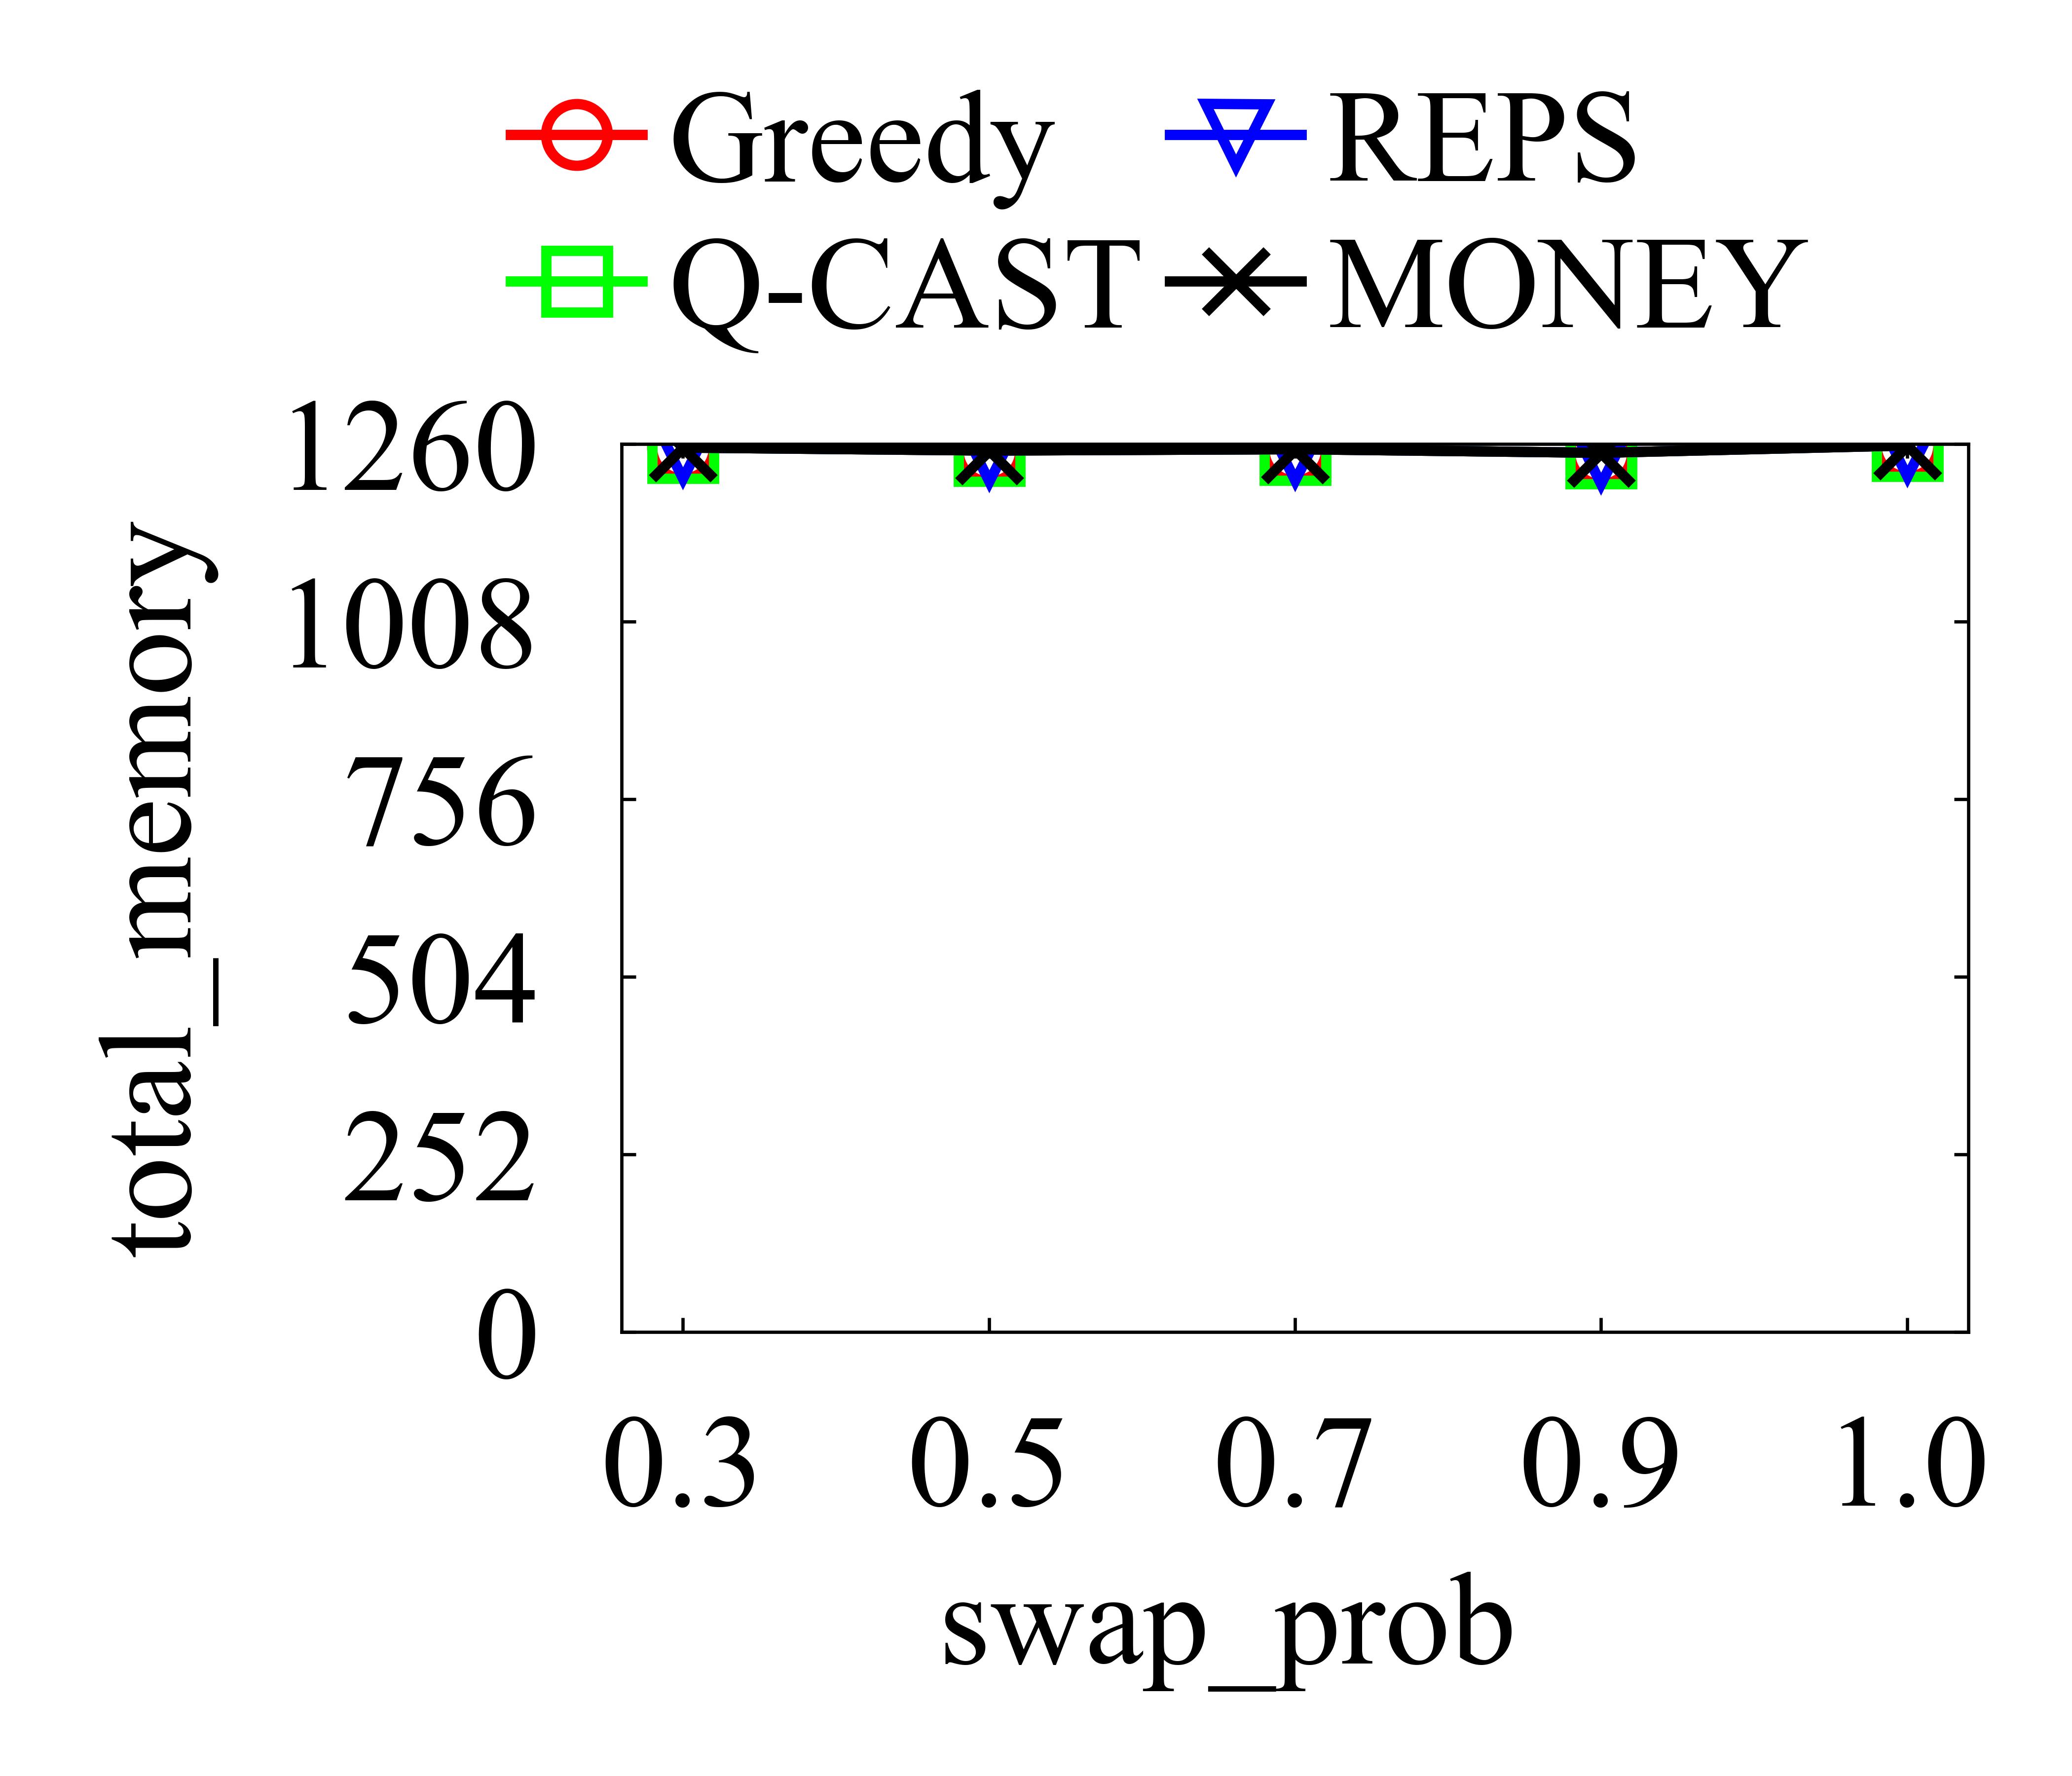 Greedy REPS
Q-CAST MONEY
1260
1008
756
504
252
0
total_memory
0.3 0.5 0.7 0.9 1.0
swap_prob